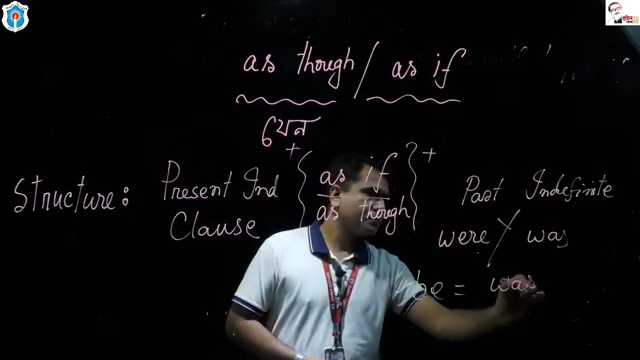 as though / as if
যেন
Structure: Present Ind + { as if + Past Indefinite
Clause as though } were / was
be = was